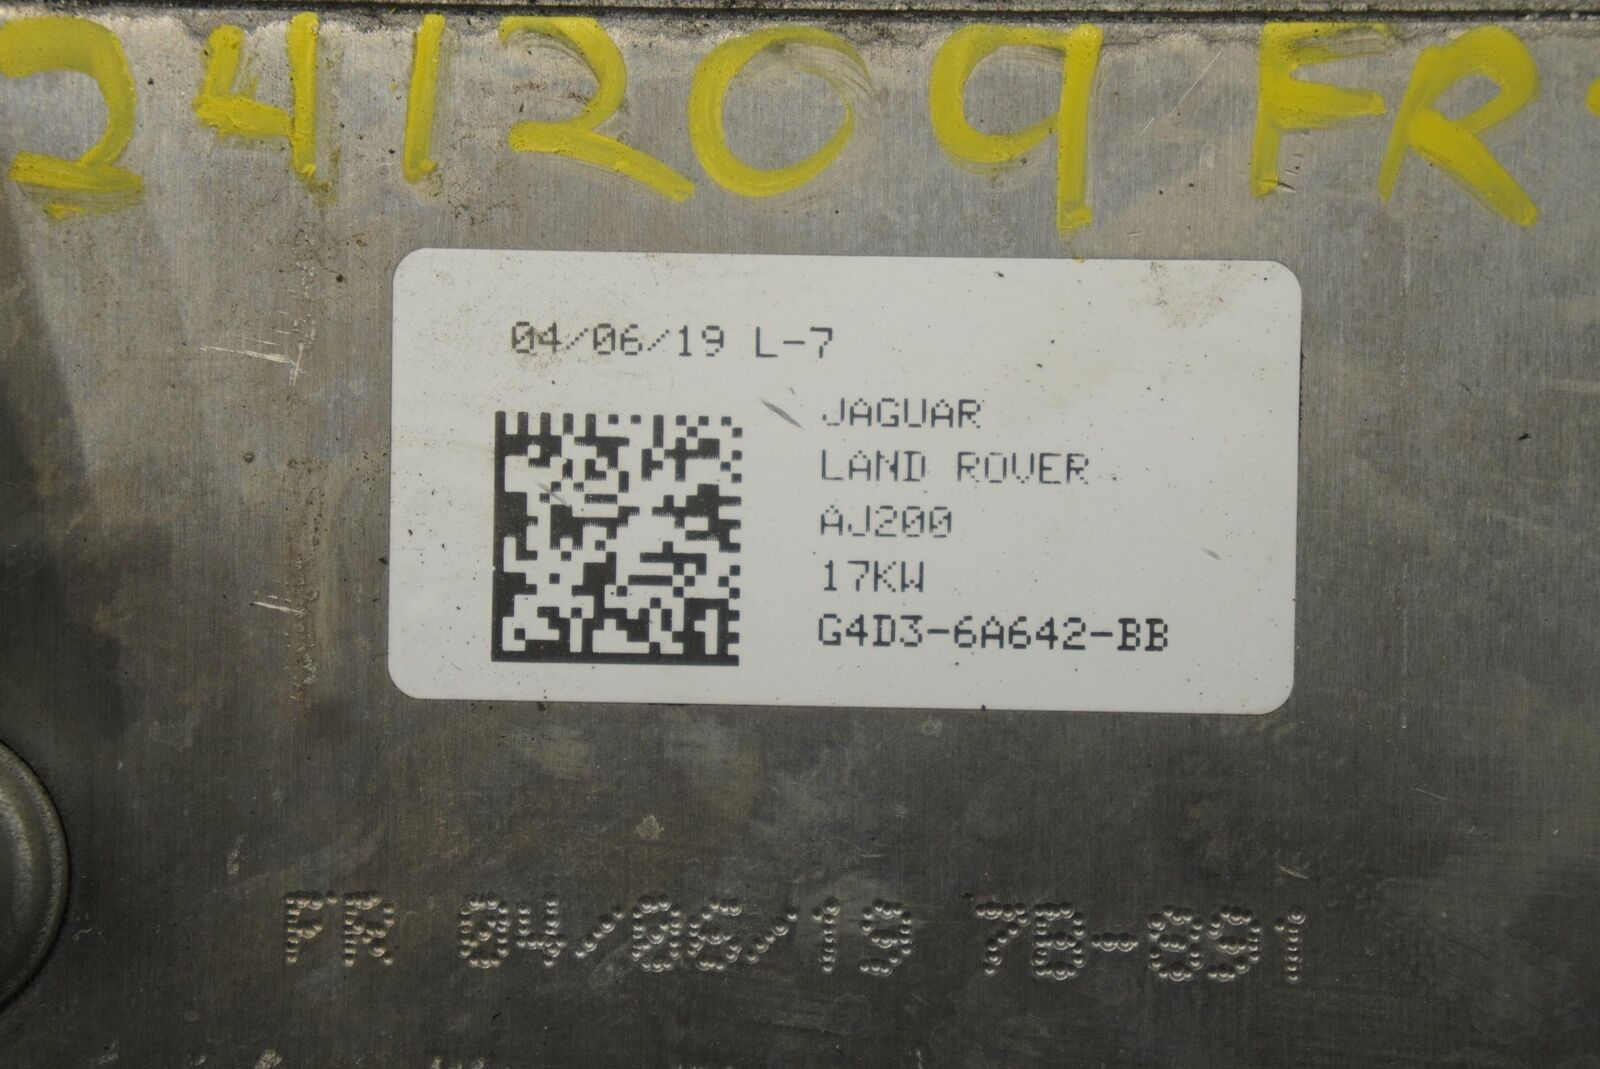 241209 FR
04/06/19 L-7
JAGUAR
LAND ROVER
AJ200
17KW
G4D3-6A642-BB
FR 04/06/19 7B-891